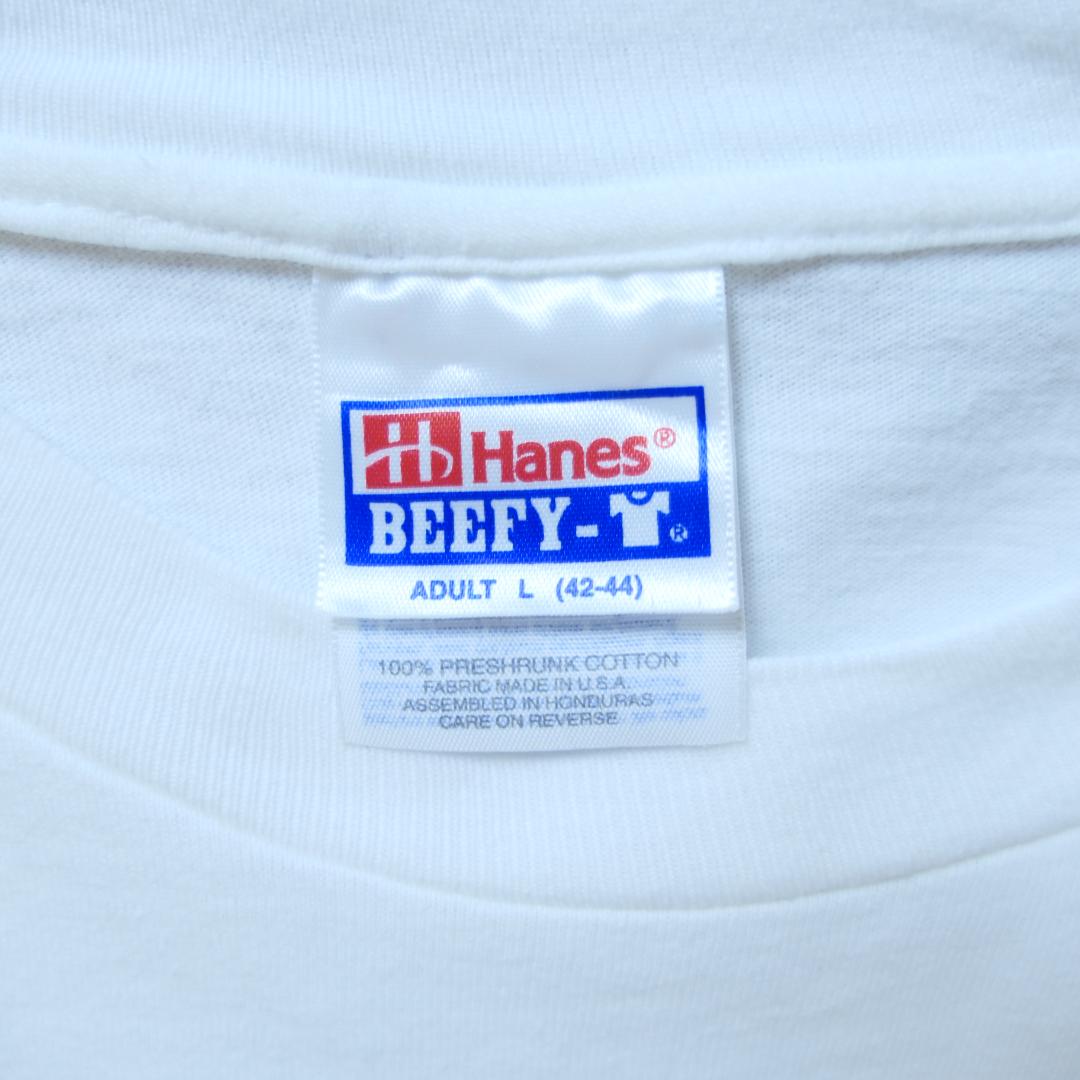 Hanes®
BEEFY-®
ADULT L (42-44)
100% PRESHRUNK COTTON
FABRIC MADE IN U.S.A.
ASSEMBLED IN HONDURAS
CARE ON REVERSE